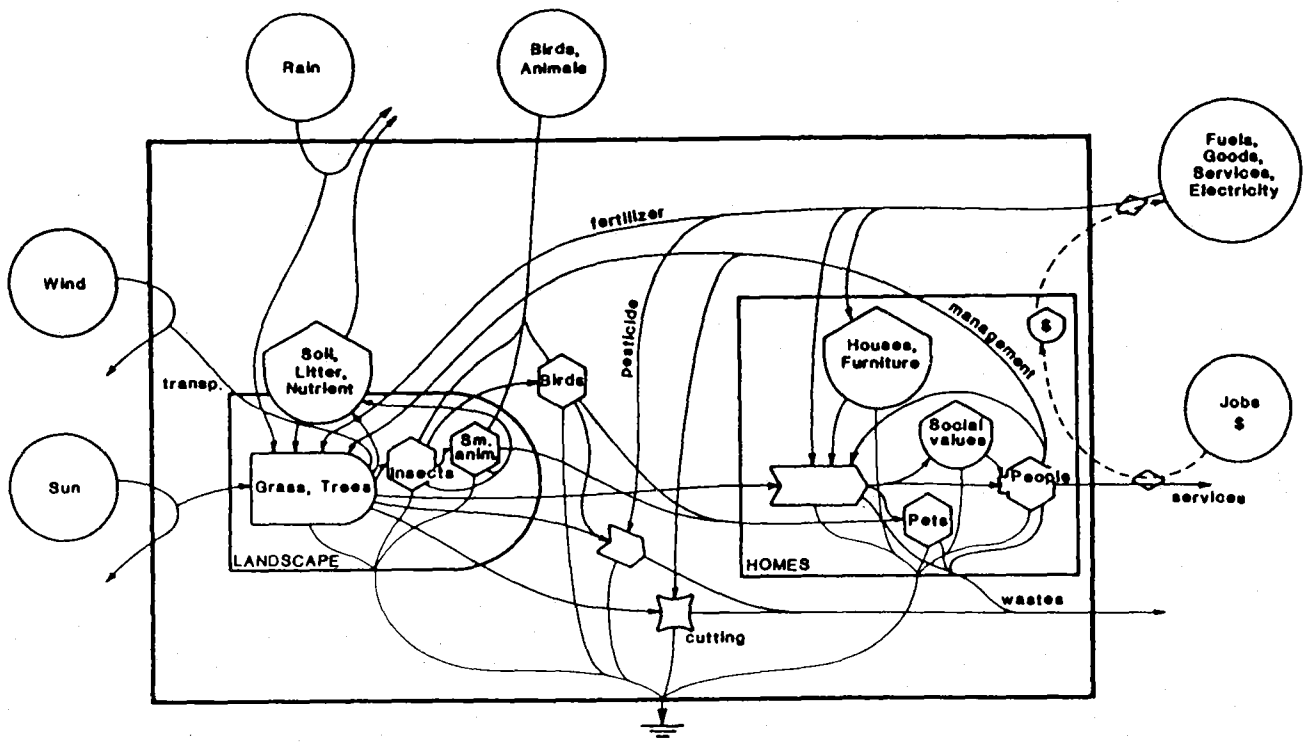 Rain
Birds,
Animals
Fuels,
Goods,
Services,
Electricity
fertilizer
Wind
pesticide
management
$
Houses,
Furniture
Soil,
Litter,
Nutrient
transp.
Birds
Jobs
$
Social
values
Sm.
anim.
Insects
Sun
Grass, Trees
People
services
Pets
LANDSCAPE
HOMES
wastes
cutting